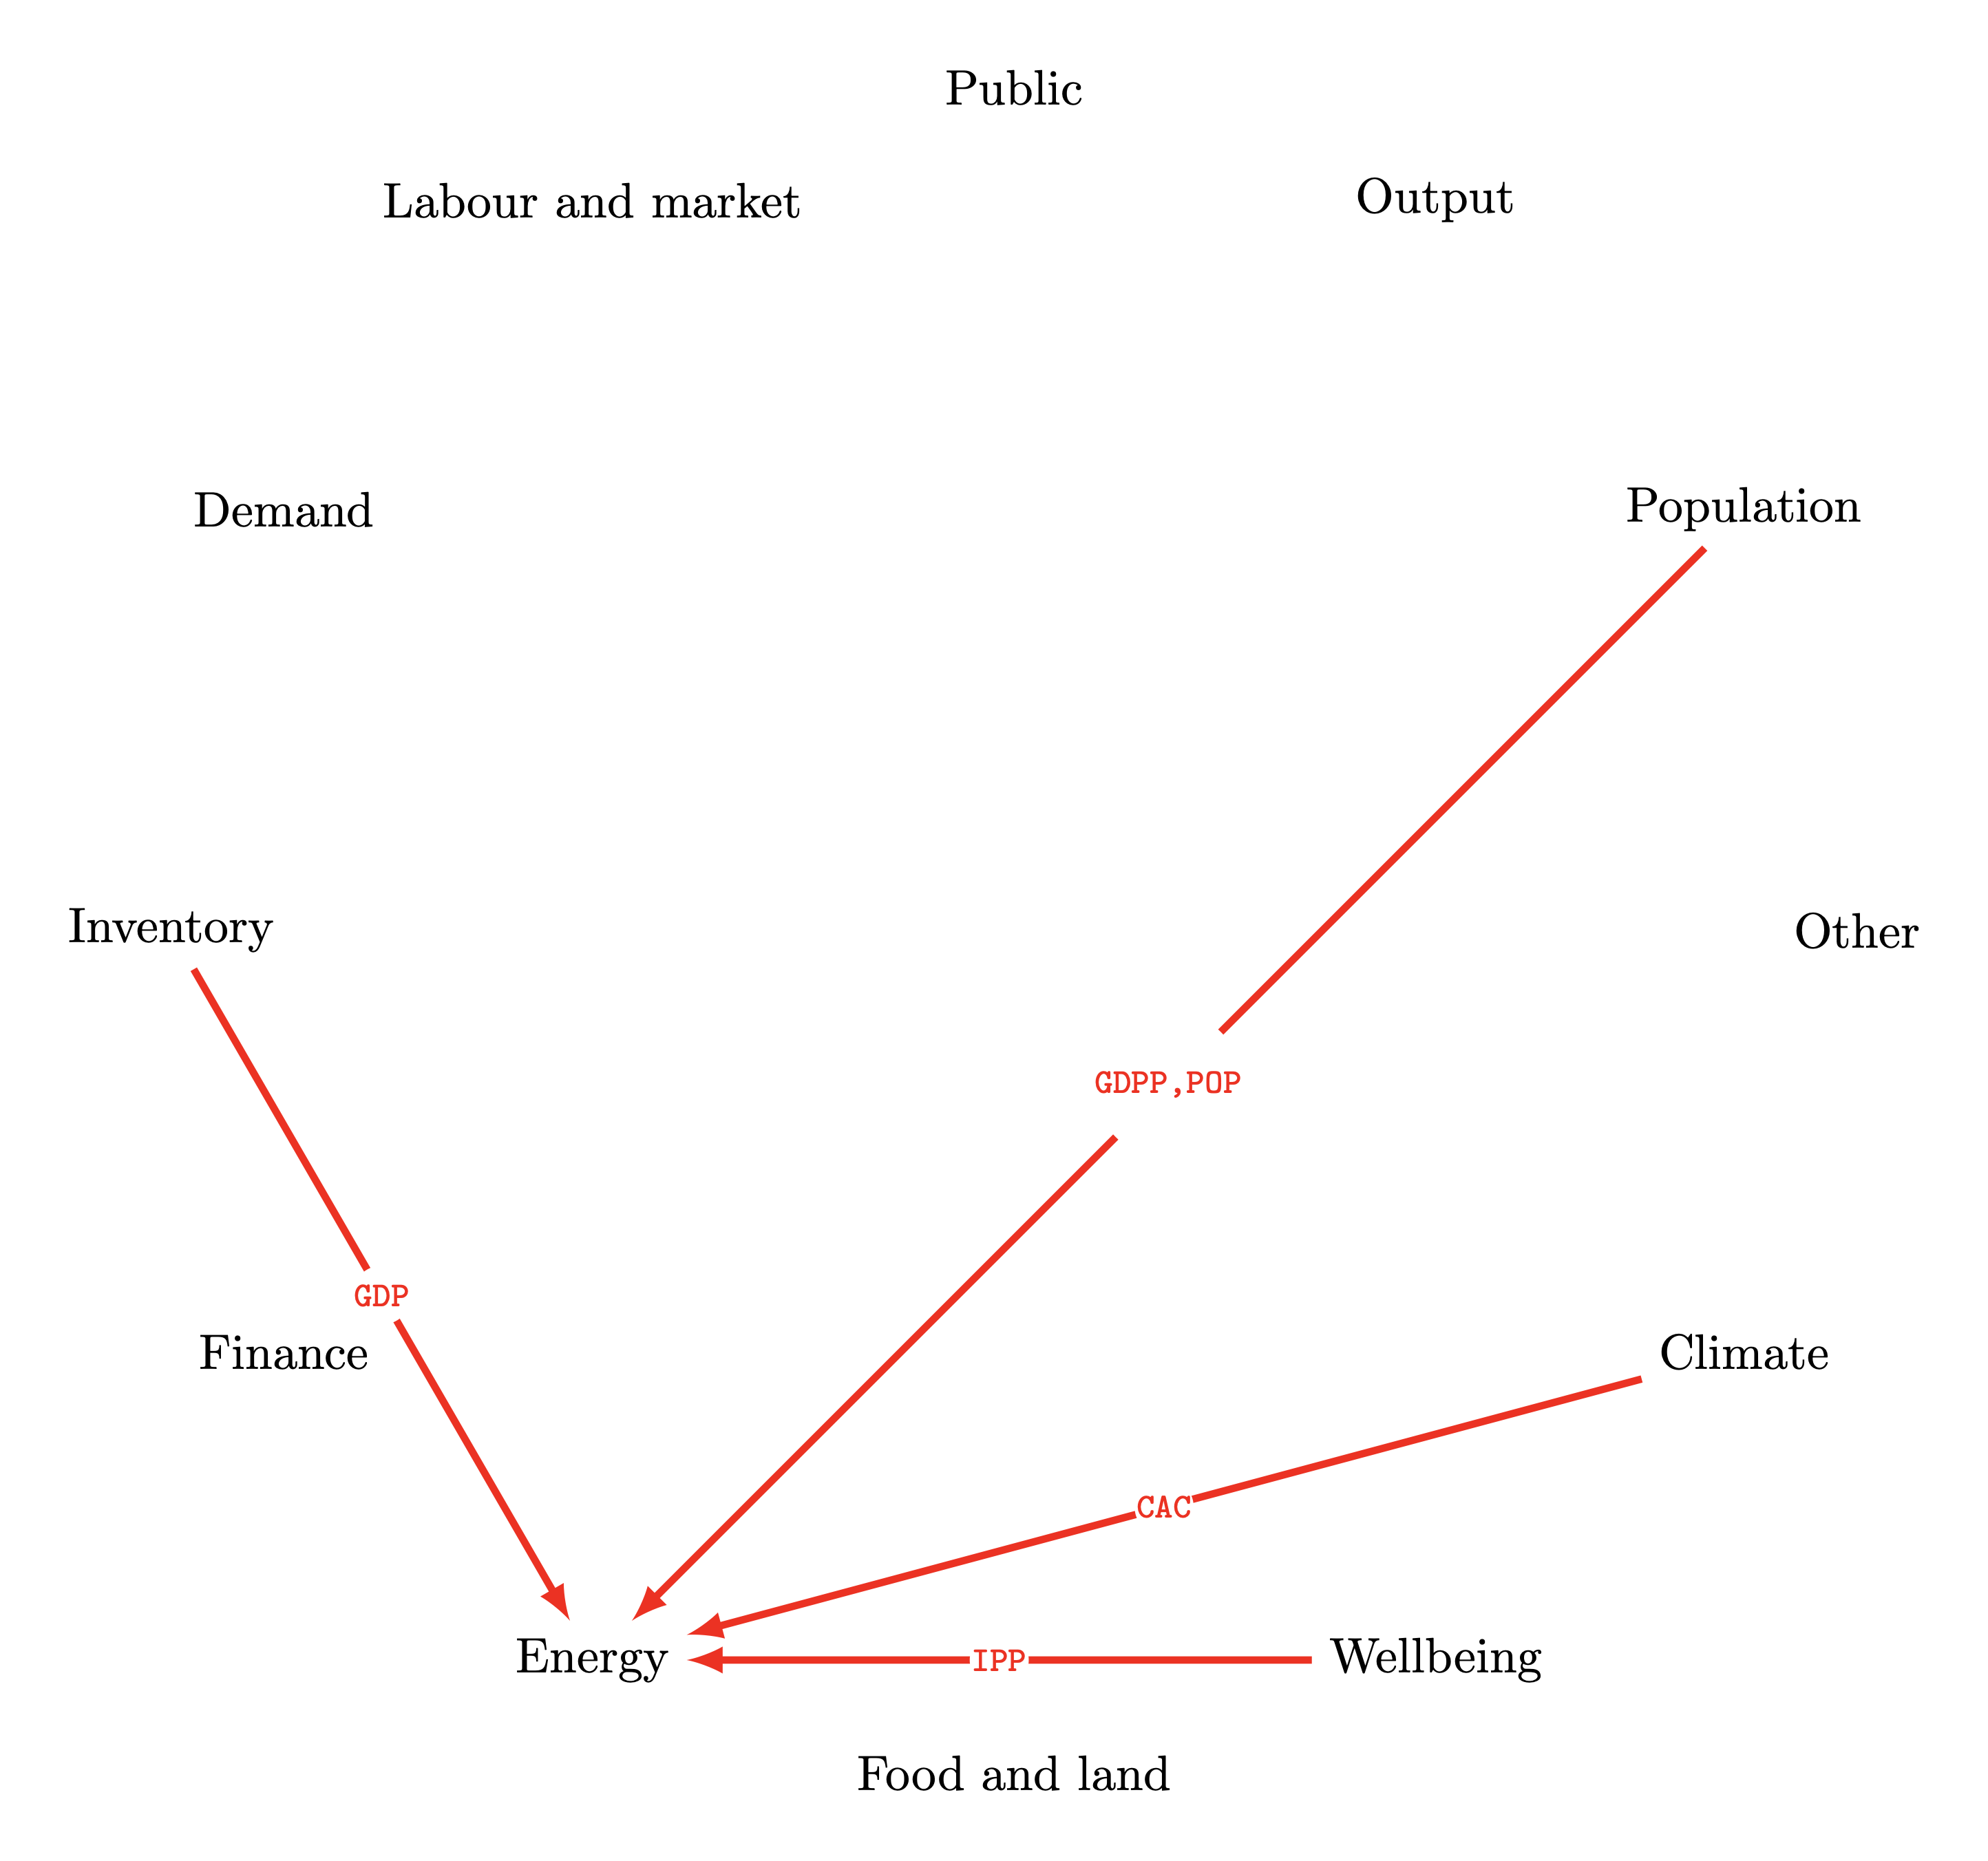 Public
Labour and market
Output
Demand
Population
Inventory
Other
GDPP,POP
GDP
Finance
Climate
CAC
Energy
IPP
Wellbeing
Food and land